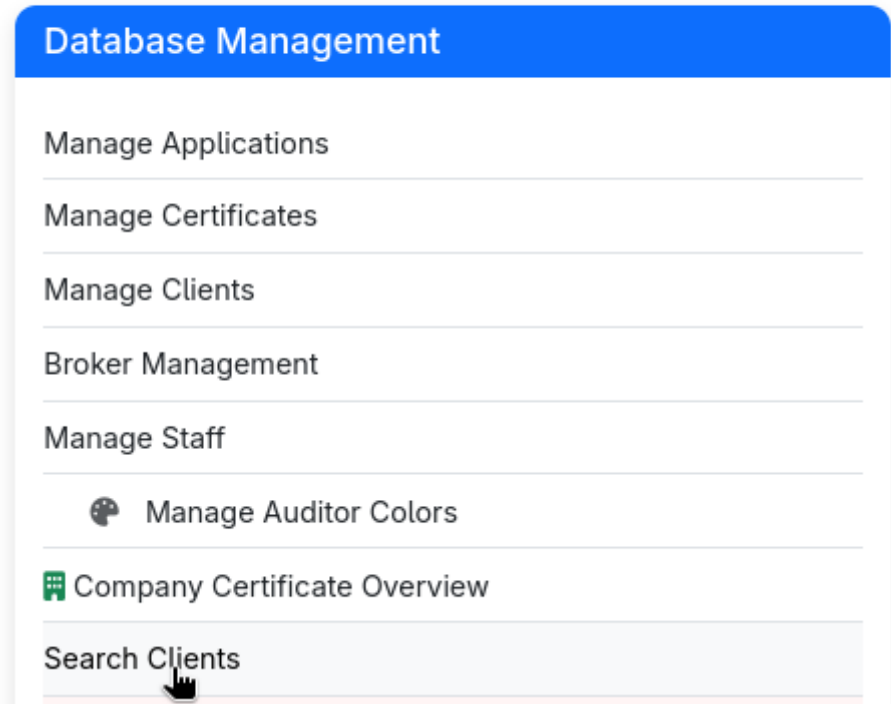 Database Management
Manage Applications
Manage Certificates
Manage Clients
Broker Management
Manage Staff
Manage Auditor Colors
Company Certificate Overview
Search Clients